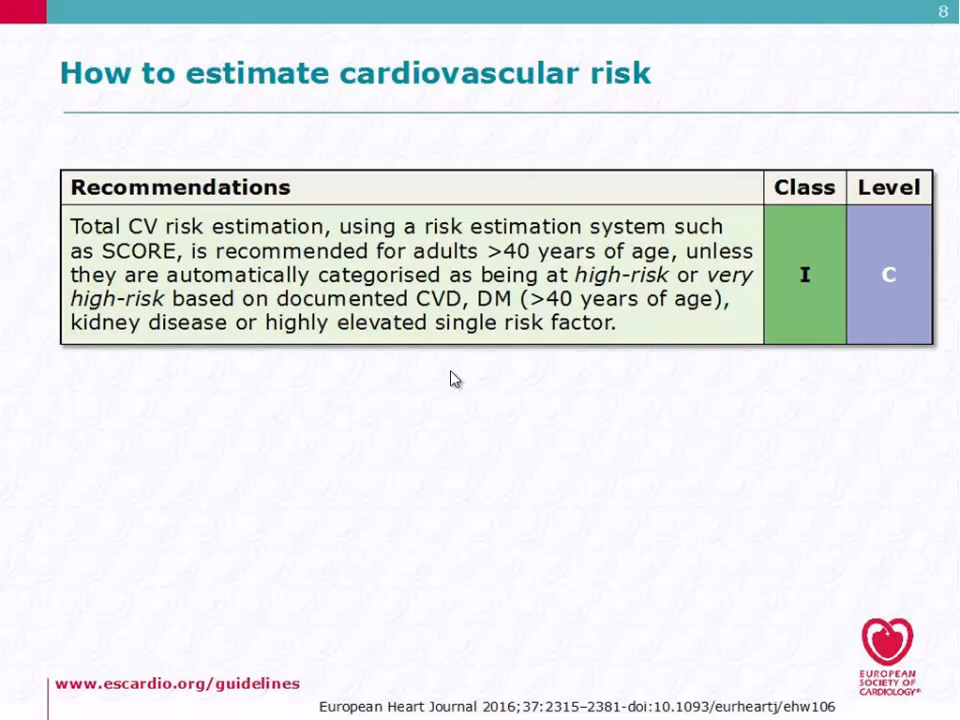 8
How to estimate cardiovascular risk
Recommendations Class Level
Total CV risk estimation, using a risk estimation system such
as SCORE, is recommended for adults >40 years of age, unless
they are automatically categorised as being at high-risk or very
high-risk based on documented CVD, DM (>40 years of age),
kidney disease or highly elevated single risk factor.
I
C
EUROPEAN
SOCIETY OF
CARDIOLOGY®
www.escardio.org/guidelines
European Heart Journal 2016;37:2315–2381-doi:10.1093/eurheartj/ehw106